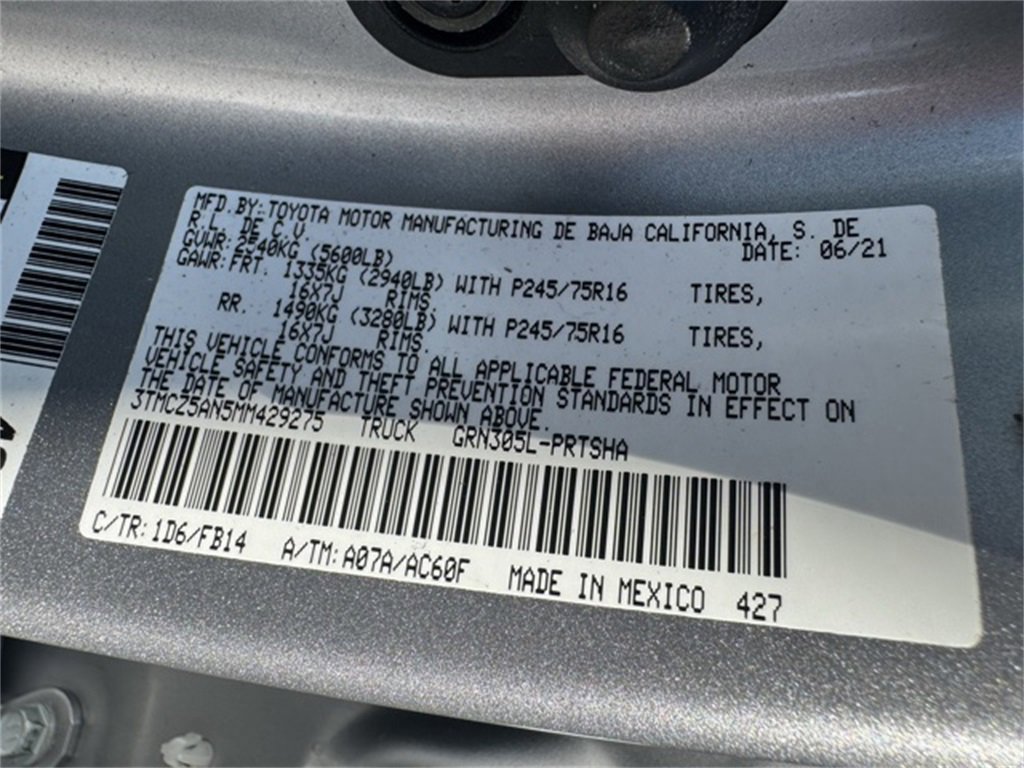 MFD. BY: TOYOTA MOTOR MANUFACTURING DE BAJA CALIFORNIA, S. DE
R.L. DE C.V. DATE: 06/21
GVWR: 2540KG (5600LB)
GAWR: FRT. 1335KG (2940LB) WITH P245/75R16 TIRES,
16X7J RIMS.
RR. 1490KG (3280LB) WITH P245/75R16 TIRES,
16X7J RIMS.
THIS VEHICLE CONFORMS TO ALL APPLICABLE FEDERAL MOTOR
VEHICLE SAFETY AND THEFT PREVENTION STANDARDS IN EFFECT ON
THE DATE OF MANUFACTURE SHOWN ABOVE.
3TMCZ5AN5MM429275 TRUCK GRN305L-PRTSHA
C/TR: 1D6/FB14 A/TM: A07A/AC60F MADE IN MEXICO 427